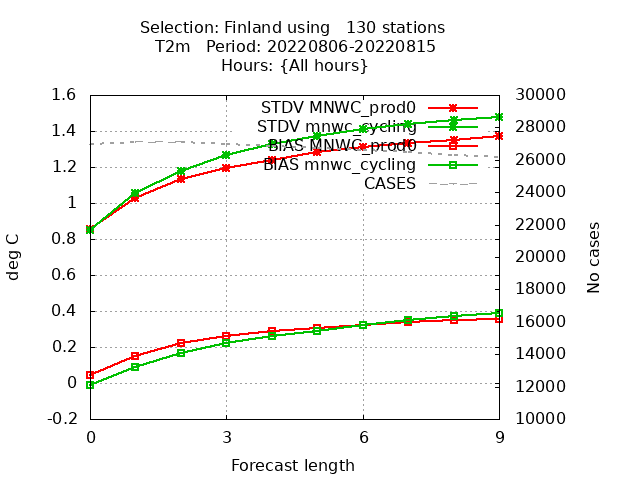 Selection: Finland using   130 stations
T2m   Period: 20220806-20220815
Hours: {All hours}
1.6
1.4
1.2
1
0.8
0.6
0.4
0.2
0
-0.2
deg C
30000
28000
26000
24000
22000
20000
18000
16000
14000
12000
10000
No cases
STDV MNWC_prod0
STDV mnwc_cycling
BIAS MNWC_prod0
BIAS mnwc_cycling
CASES
0 3 6 9
Forecast length